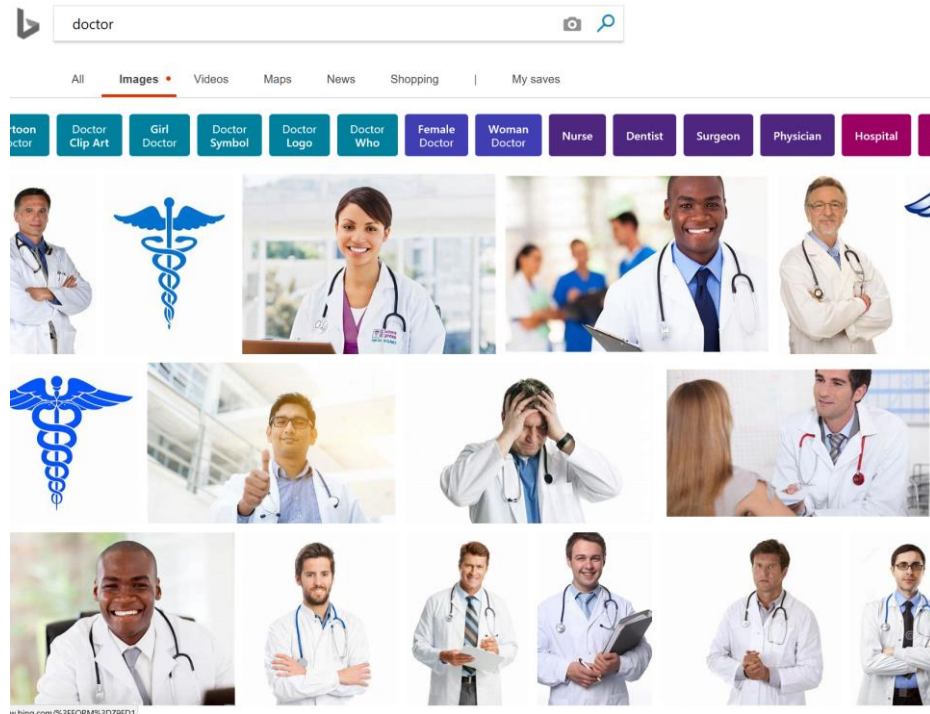 doctor
All Images Videos Maps News Shopping | My saves
Doctor
Clip Art
Girl
Doctor
Doctor
Symbol
Doctor
Logo
Doctor
Who
Female
Doctor
Woman
Doctor
Nurse
Dentist
Surgeon
Physician
Hospital